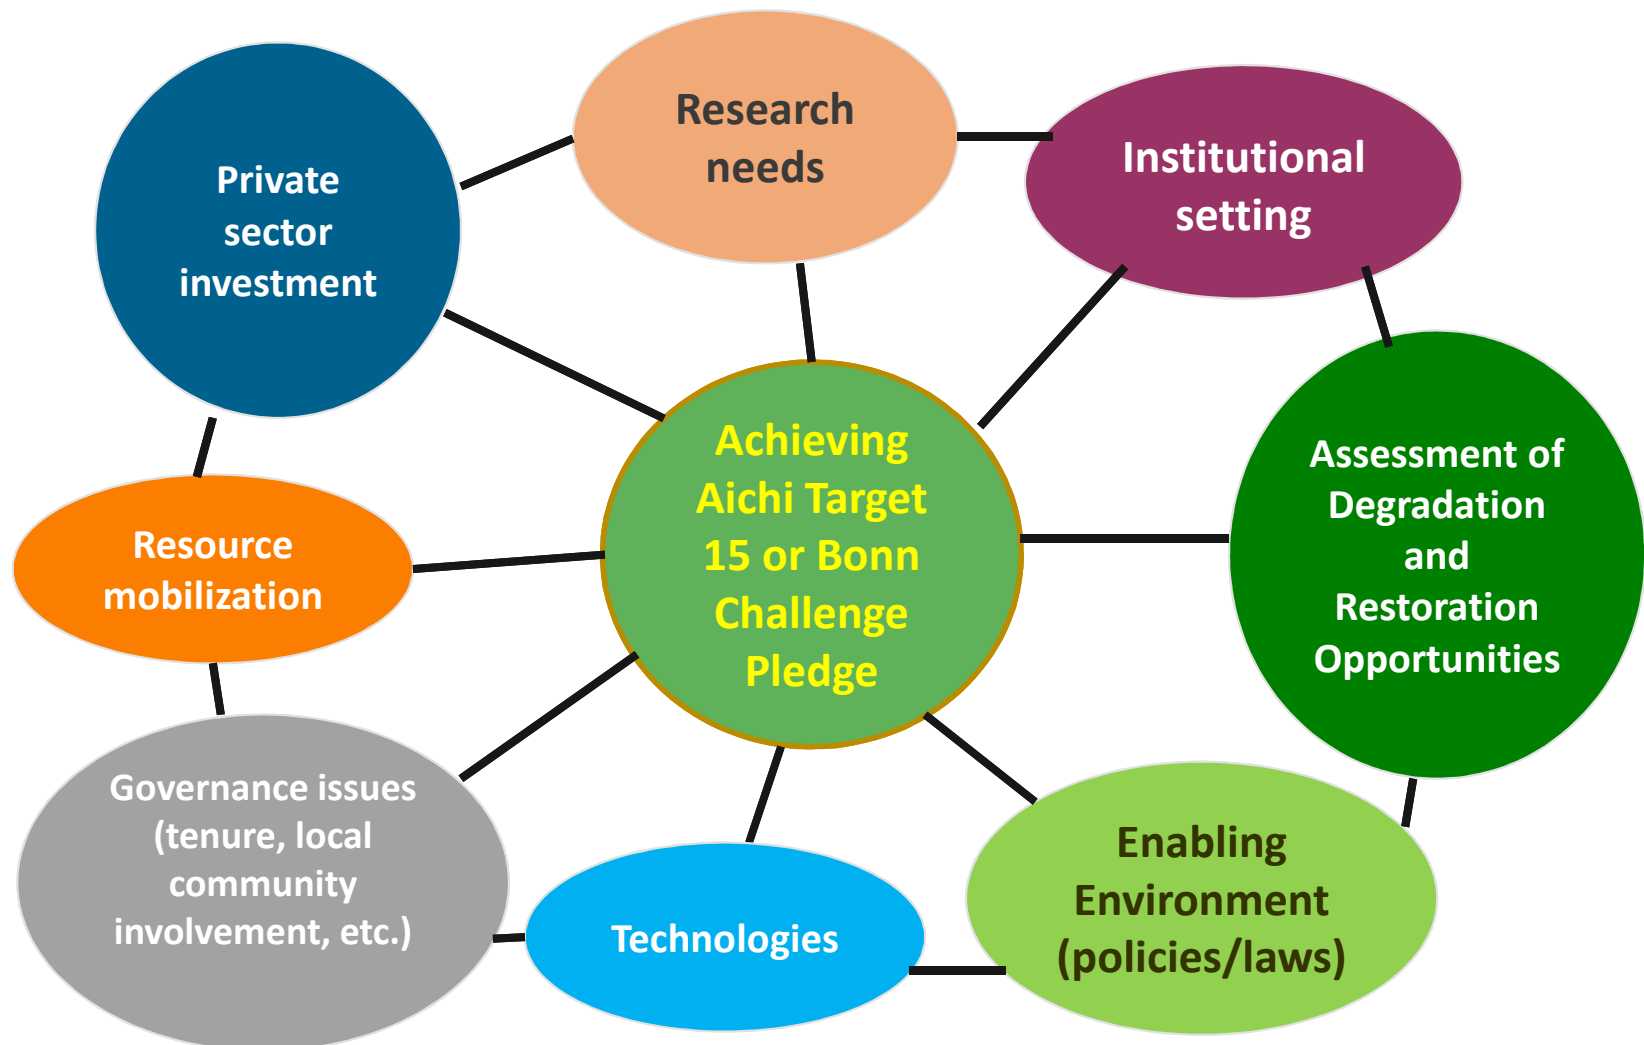 Research
needs
Institutional
setting
Private
sector
investment
Achieving
Aichi Target
15 or Bonn
Challenge
Pledge
Assessment of
Degradation
and
Restoration
Opportunities
Resource
mobilization
Governance issues
(tenure, local
community
involvement, etc.)
Technologies
Enabling
Environment
(policies/laws)